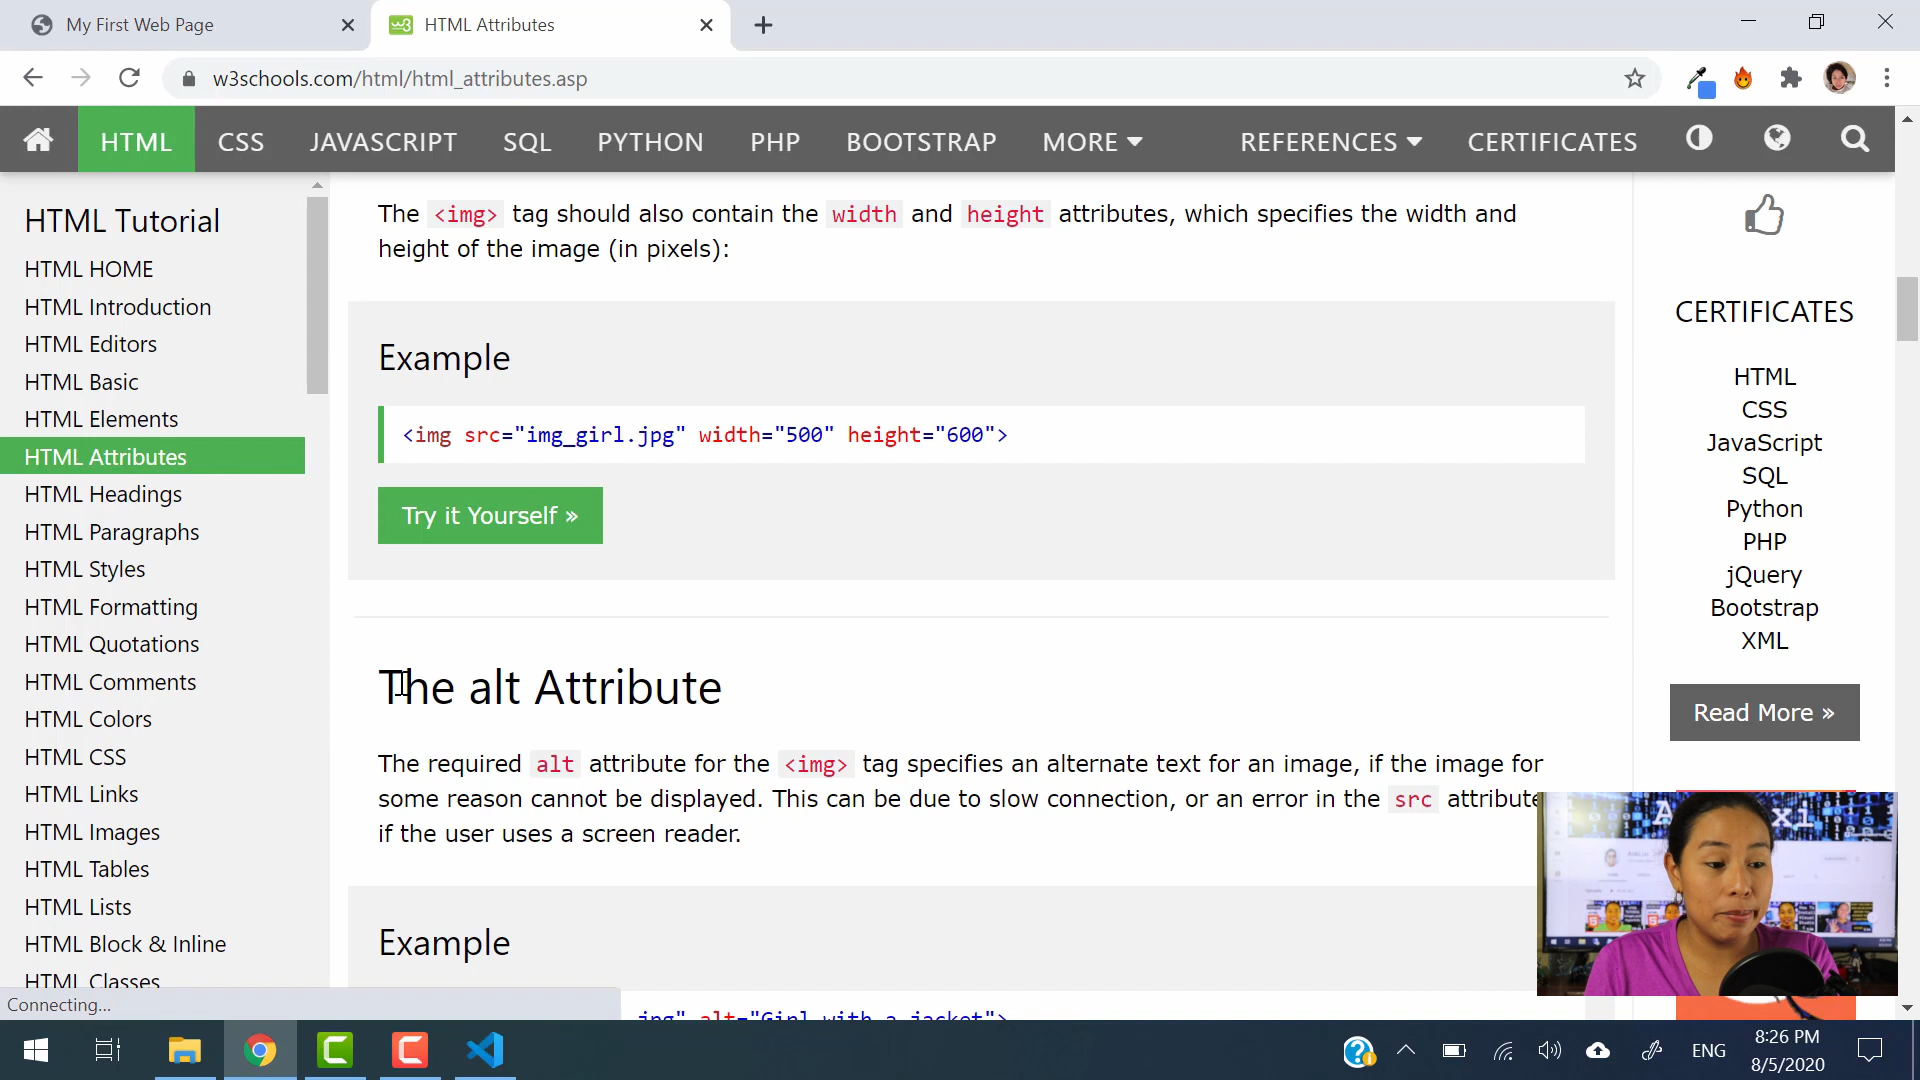 My First Web Page
HTML Attributes
w3schools.com/html/html_attributes.asp
HTML CSS JAVASCRIPT SQL PYTHON PHP BOOTSTRAP MORE REFERENCES CERTIFICATES
HTML Tutorial
HTML HOME
HTML Introduction
HTML Editors
HTML Basic
HTML Elements
HTML Attributes
HTML Headings
HTML Paragraphs
HTML Styles
HTML Formatting
HTML Quotations
HTML Comments
HTML Colors
HTML CSS
HTML Links
HTML Images
HTML Tables
HTML Lists
HTML Block & Inline
HTML Classes
Connecting...
The <img> tag should also contain the width and height attributes, which specifies the width and
height of the image (in pixels):
Example
<img src="img_girl.jpg" width="500" height="600">
Try it Yourself »
The alt Attribute
The required alt attribute for the <img> tag specifies an alternate text for an image, if the image for
some reason cannot be displayed. This can be due to slow connection, or an error in the src attribute
if the user uses a screen reader.
Example
jpg" alt="Girl with a jacket">
CERTIFICATES
HTML
CSS
JavaScript
SQL
Python
PHP
jQuery
Bootstrap
XML
Read More »
ENG
8:26 PM
8/5/2020